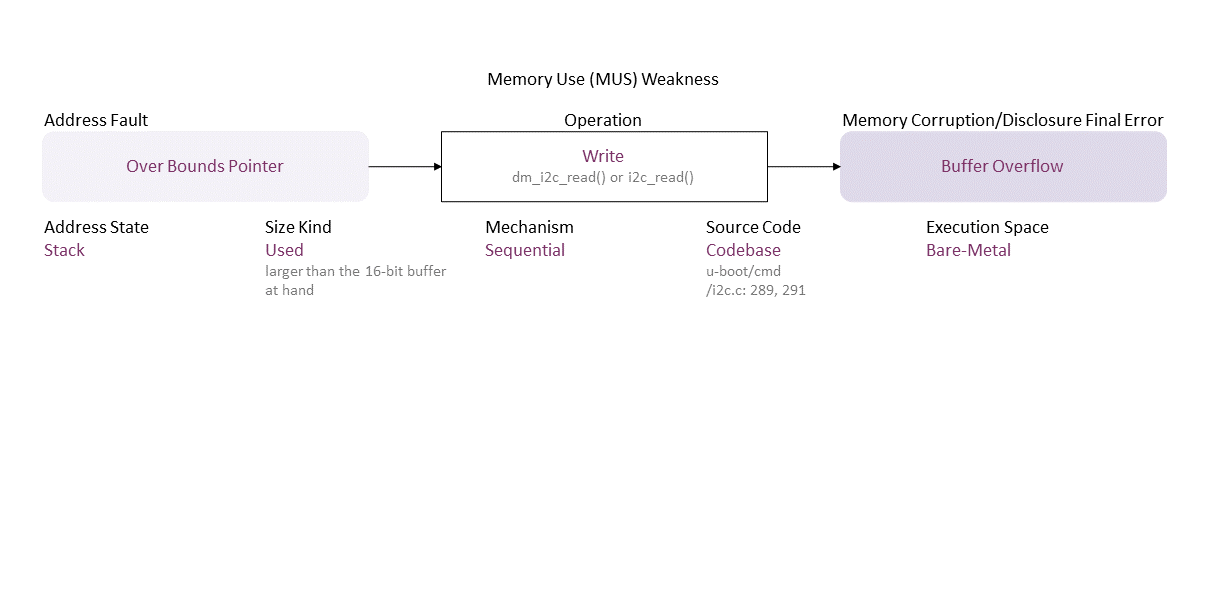 Memory Use (MUS) Weakness
Address Fault
Operation
Memory Corruption/Disclosure Final Error
Over Bounds Pointer
Write
dm_i2c_read() or i2c_read()
Buffer Overflow
Address State
Stack
Size Kind
Used
larger than the 16-bit buffer
at hand
Mechanism
Sequential
Source Code
Codebase
u-boot/cmd
/i2c.c: 289, 291
Execution Space
Bare-Metal